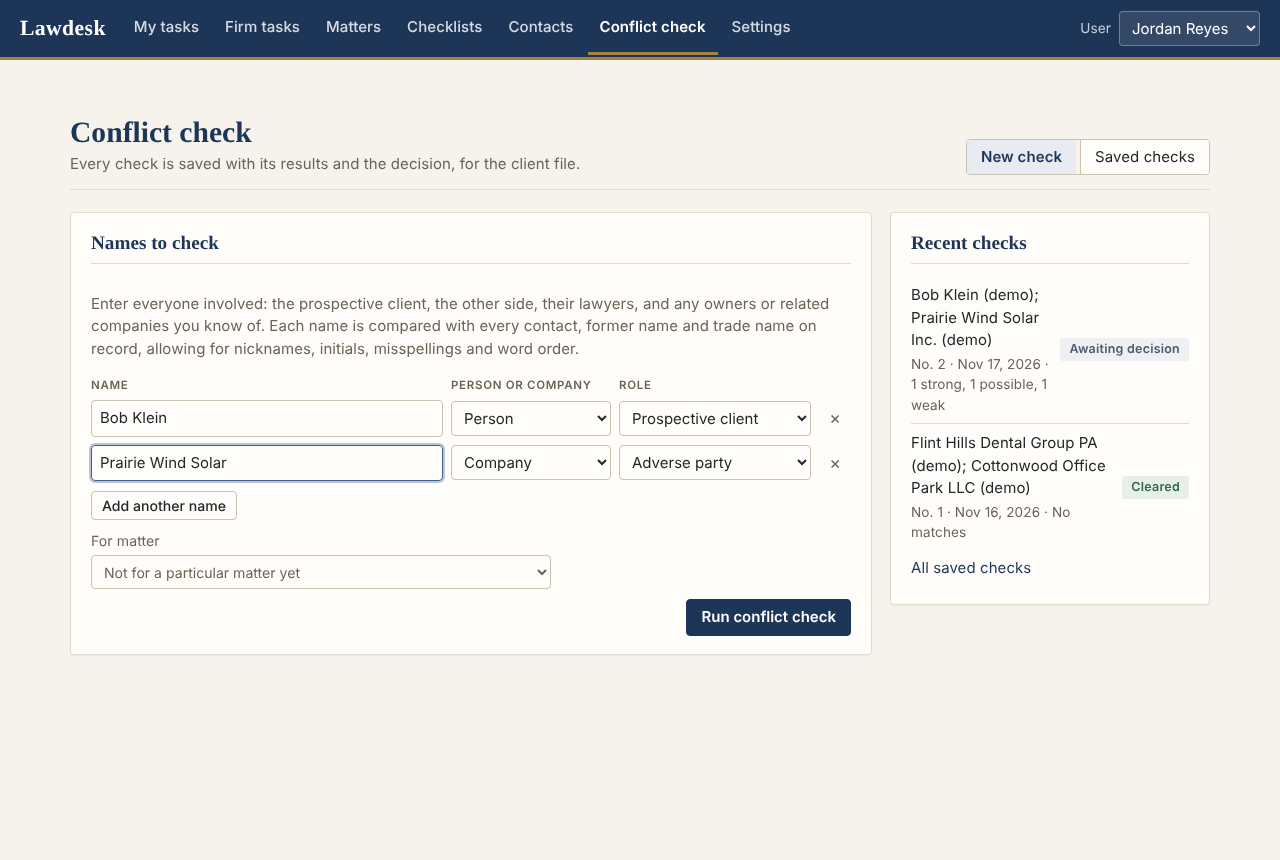 Lawdesk My tasks Firm tasks Matters Checklists Contacts Conflict check Settings User Jordan Reyes
Conflict check
Every check is saved with its results and the decision, for the client file.
New check Saved checks
Names to check
Enter everyone involved: the prospective client, the other side, their lawyers, and any owners or related
companies you know of. Each name is compared with every contact, former name and trade name on
record, allowing for nicknames, initials, misspellings and word order.
NAME PERSON OR COMPANY ROLE
Bob Klein Person Prospective client ×
Prairie Wind Solar Company Adverse party ×
Add another name
For matter
Not for a particular matter yet
Run conflict check
Recent checks
Bob Klein (demo);
Prairie Wind Solar
Inc. (demo)
Awaiting decision
No. 2 · Nov 17, 2026 ·
1 strong, 1 possible, 1
weak
Flint Hills Dental Group PA
(demo); Cottonwood Office
Park LLC (demo)
Cleared
No. 1 · Nov 16, 2026 · No
matches
All saved checks